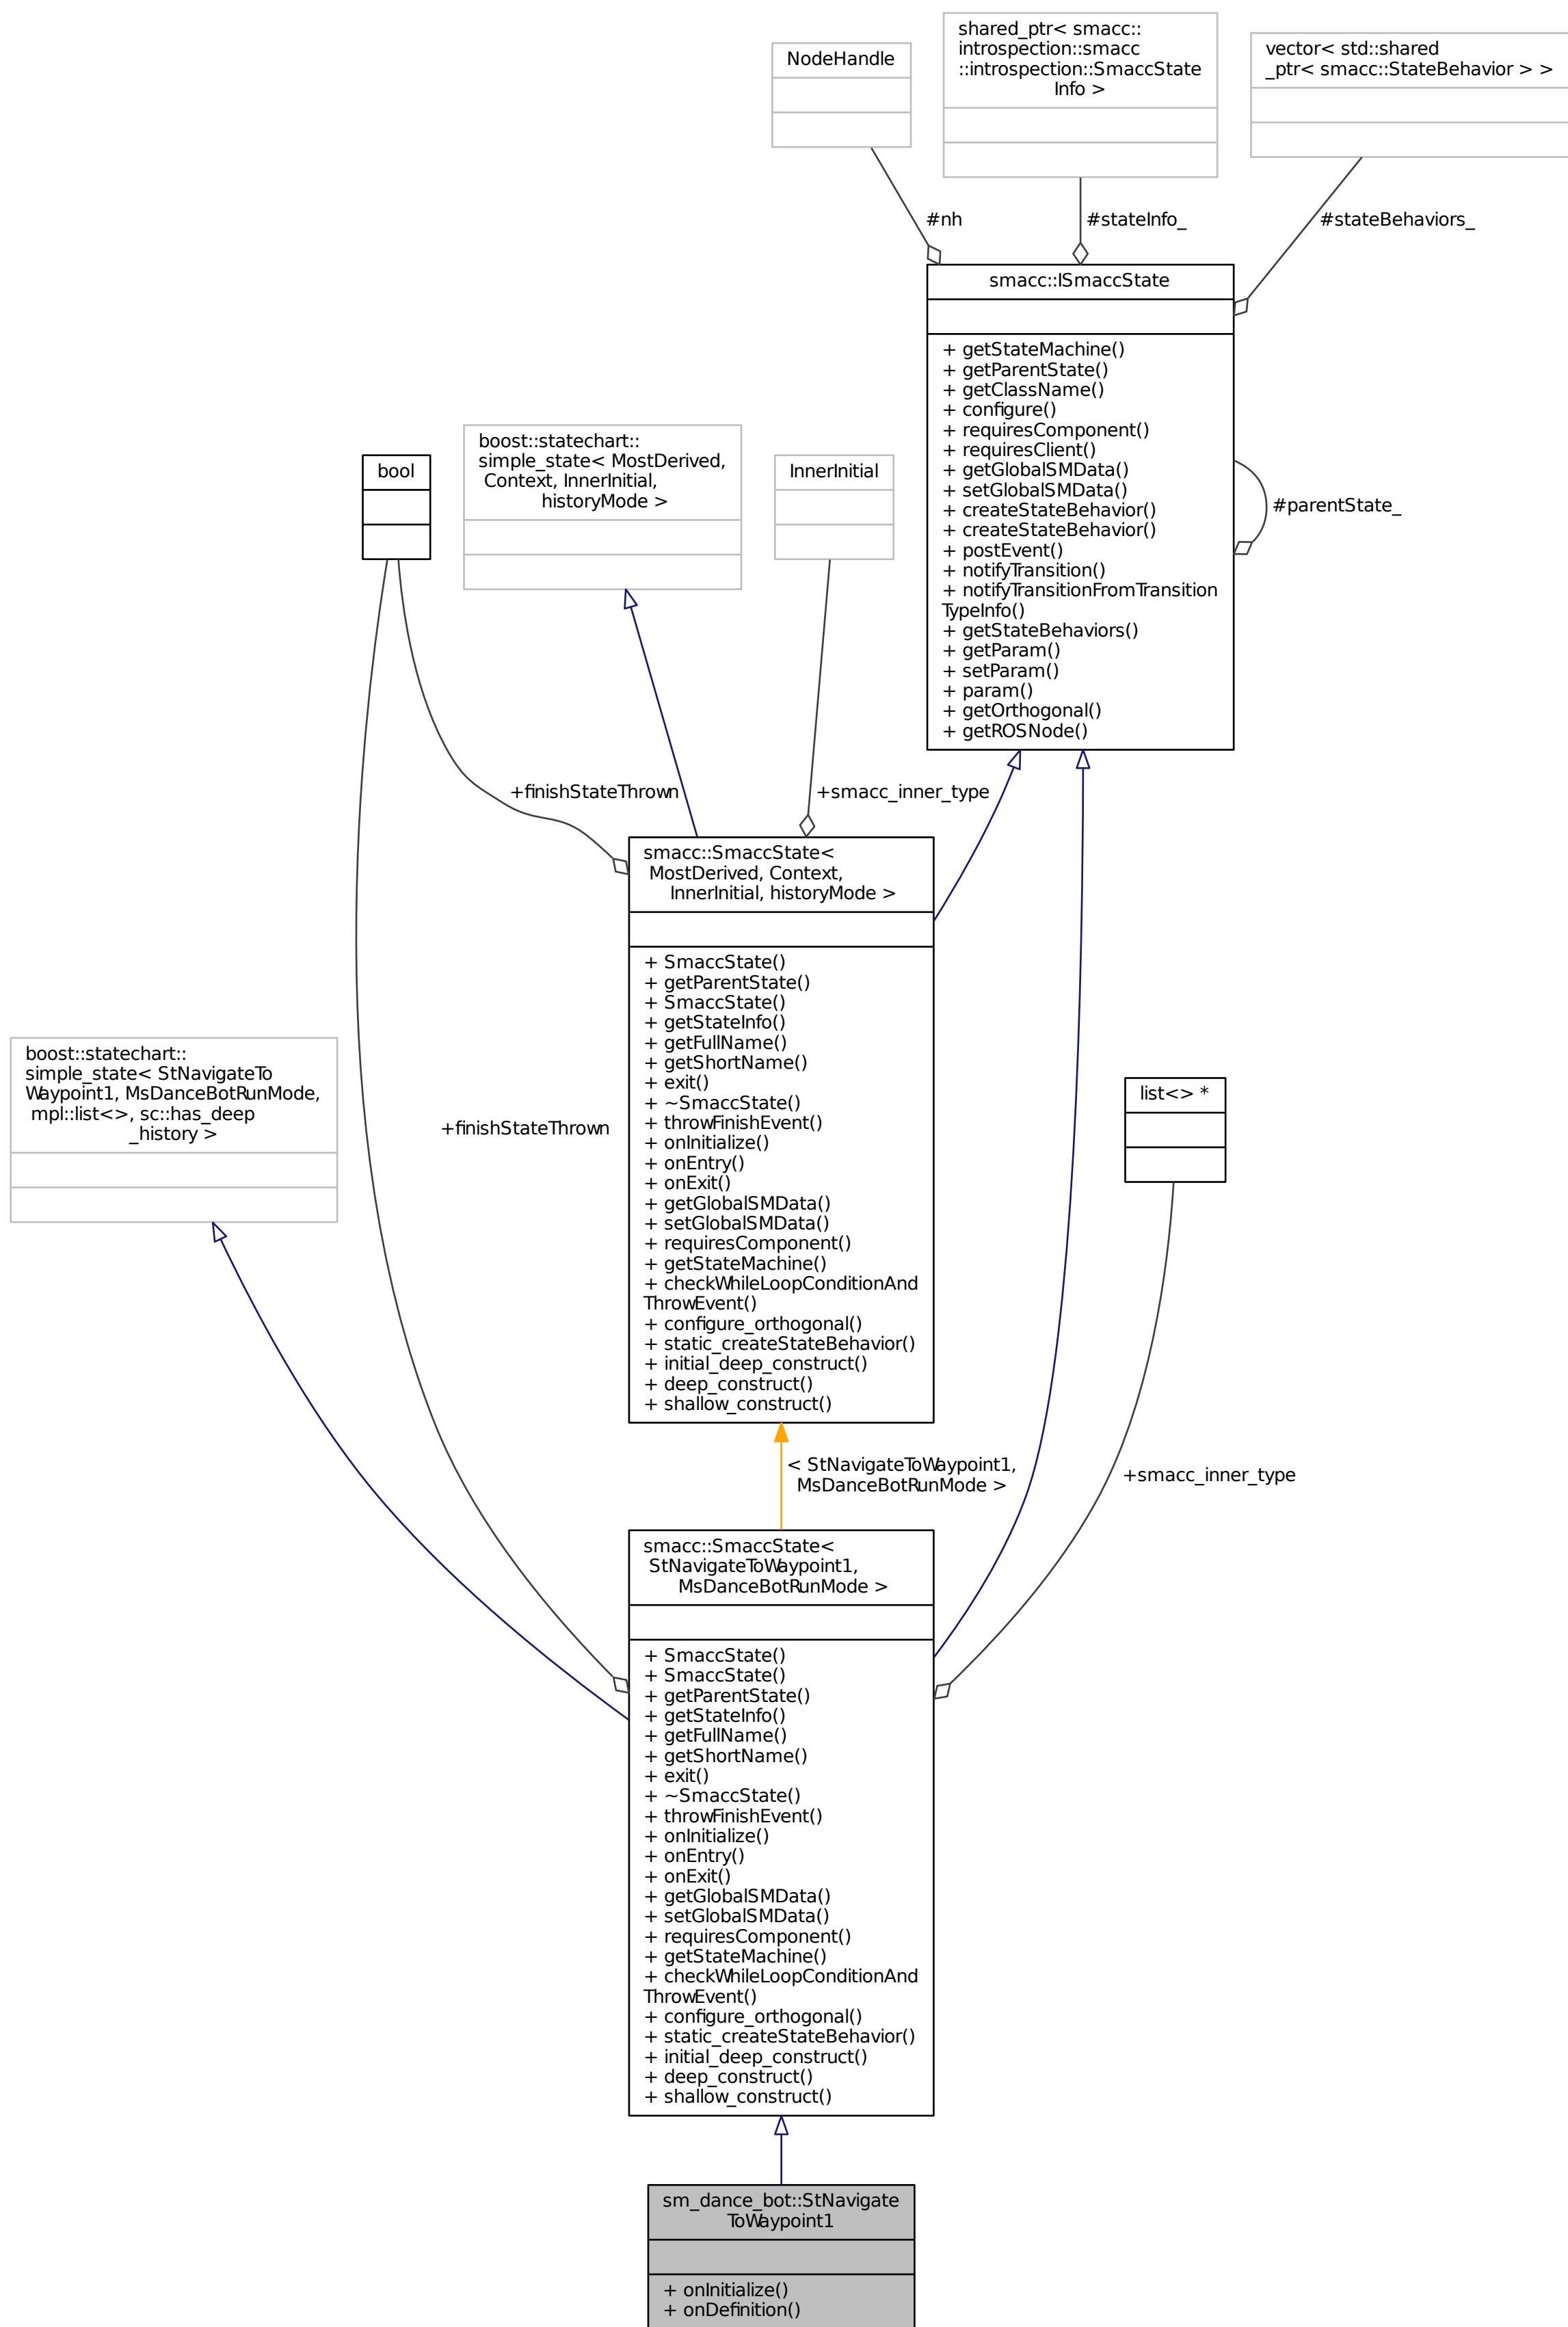 NodeHandle
shared_ptr< smacc::
introspection::smacc
::introspection::SmaccState
Info >
vector< std::shared
_ptr< smacc::StateBehavior > >
#nh
#stateInfo_
#stateBehaviors_
smacc::ISmaccState
+ getStateMachine()
+ getParentState()
+ getClassName()
+ configure()
+ requiresComponent()
+ requiresClient()
+ getGlobalSMData()
+ setGlobalSMData()
+ createStateBehavior()
+ createStateBehavior()
+ postEvent()
+ notifyTransition()
+ notifyTransitionFromTransition
TypeInfo()
+ getStateBehaviors()
+ getParam()
+ setParam()
+ param()
+ getOrthogonal()
+ getROSNode()
#parentState_
bool
boost::statechart::
simple_state< MostDerived,
Context, InnerInitial,
historyMode >
InnerInitial
+finishStateThrown
+smacc_inner_type
smacc::SmaccState<
MostDerived, Context,
InnerInitial, historyMode >
+ SmaccState()
+ getParentState()
+ SmaccState()
+ getStateInfo()
+ getFullName()
+ getShortName()
+ exit()
+ ~SmaccState()
+ throwFinishEvent()
+ onInitialize()
+ onEntry()
+ onExit()
+ getGlobalSMData()
+ setGlobalSMData()
+ requiresComponent()
+ getStateMachine()
+ checkWhileLoopConditionAnd
ThrowEvent()
+ configure_orthogonal()
+ static_createStateBehavior()
+ initial_deep_construct()
+ deep_construct()
+ shallow_construct()
boost::statechart::
simple_state< StNavigateTo
Waypoint1, MsDanceBotRunMode,
mpl::list<>, sc::has_deep
_history >
+finishStateThrown
list<> *
< StNavigateToWaypoint1,
MsDanceBotRunMode >
+smacc_inner_type
smacc::SmaccState<
StNavigateToWaypoint1,
MsDanceBotRunMode >
+ SmaccState()
+ SmaccState()
+ getParentState()
+ getStateInfo()
+ getFullName()
+ getShortName()
+ exit()
+ ~SmaccState()
+ throwFinishEvent()
+ onInitialize()
+ onEntry()
+ onExit()
+ getGlobalSMData()
+ setGlobalSMData()
+ requiresComponent()
+ getStateMachine()
+ checkWhileLoopConditionAnd
ThrowEvent()
+ configure_orthogonal()
+ static_createStateBehavior()
+ initial_deep_construct()
+ deep_construct()
+ shallow_construct()
sm_dance_bot::StNavigate
ToWaypoint1
+ onInitialize()
+ onDefinition()